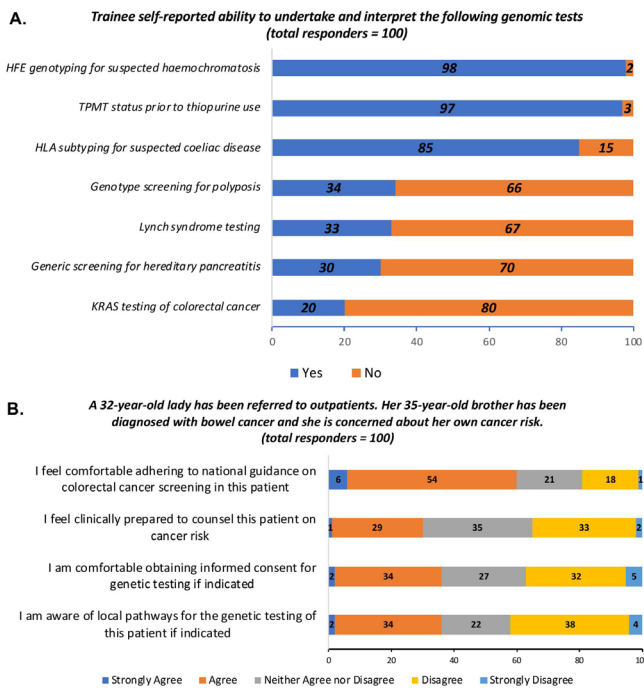 A.
Trainee self-reported ability to undertake and interpret the following genomic tests
(total responders = 100)
HFE genotyping for suspected haemochromatosis
98 2
TPMT status prior to thiopurine use
97 3
HLA subtyping for suspected coeliac disease
85 15
Genotype screening for polyposis
34 66
Lynch syndrome testing
33 67
Generic screening for hereditary pancreatitis
30 70
KRAS testing of colorectal cancer
20 80
0 20 40 60 80 100
Yes No
B.
A 32-year-old lady has been referred to outpatients. Her 35-year-old brother has been
diagnosed with bowel cancer and she is concerned about her own cancer risk.
(total responders = 100)
I feel comfortable adhering to national guidance on
colorectal cancer screening in this patient
6 54 21 18 1
I feel clinically prepared to counsel this patient on
cancer risk
1 29 35 33 2
I am comfortable obtaining informed consent for
genetic testing if indicated
2 34 27 32 5
I am aware of local pathways for the genetic testing of
this patient if indicated
2 34 22 38 4
0 20 40 60 80 100
Strongly Agree Agree Neither Agree nor Disagree Disagree Strongly Disagree